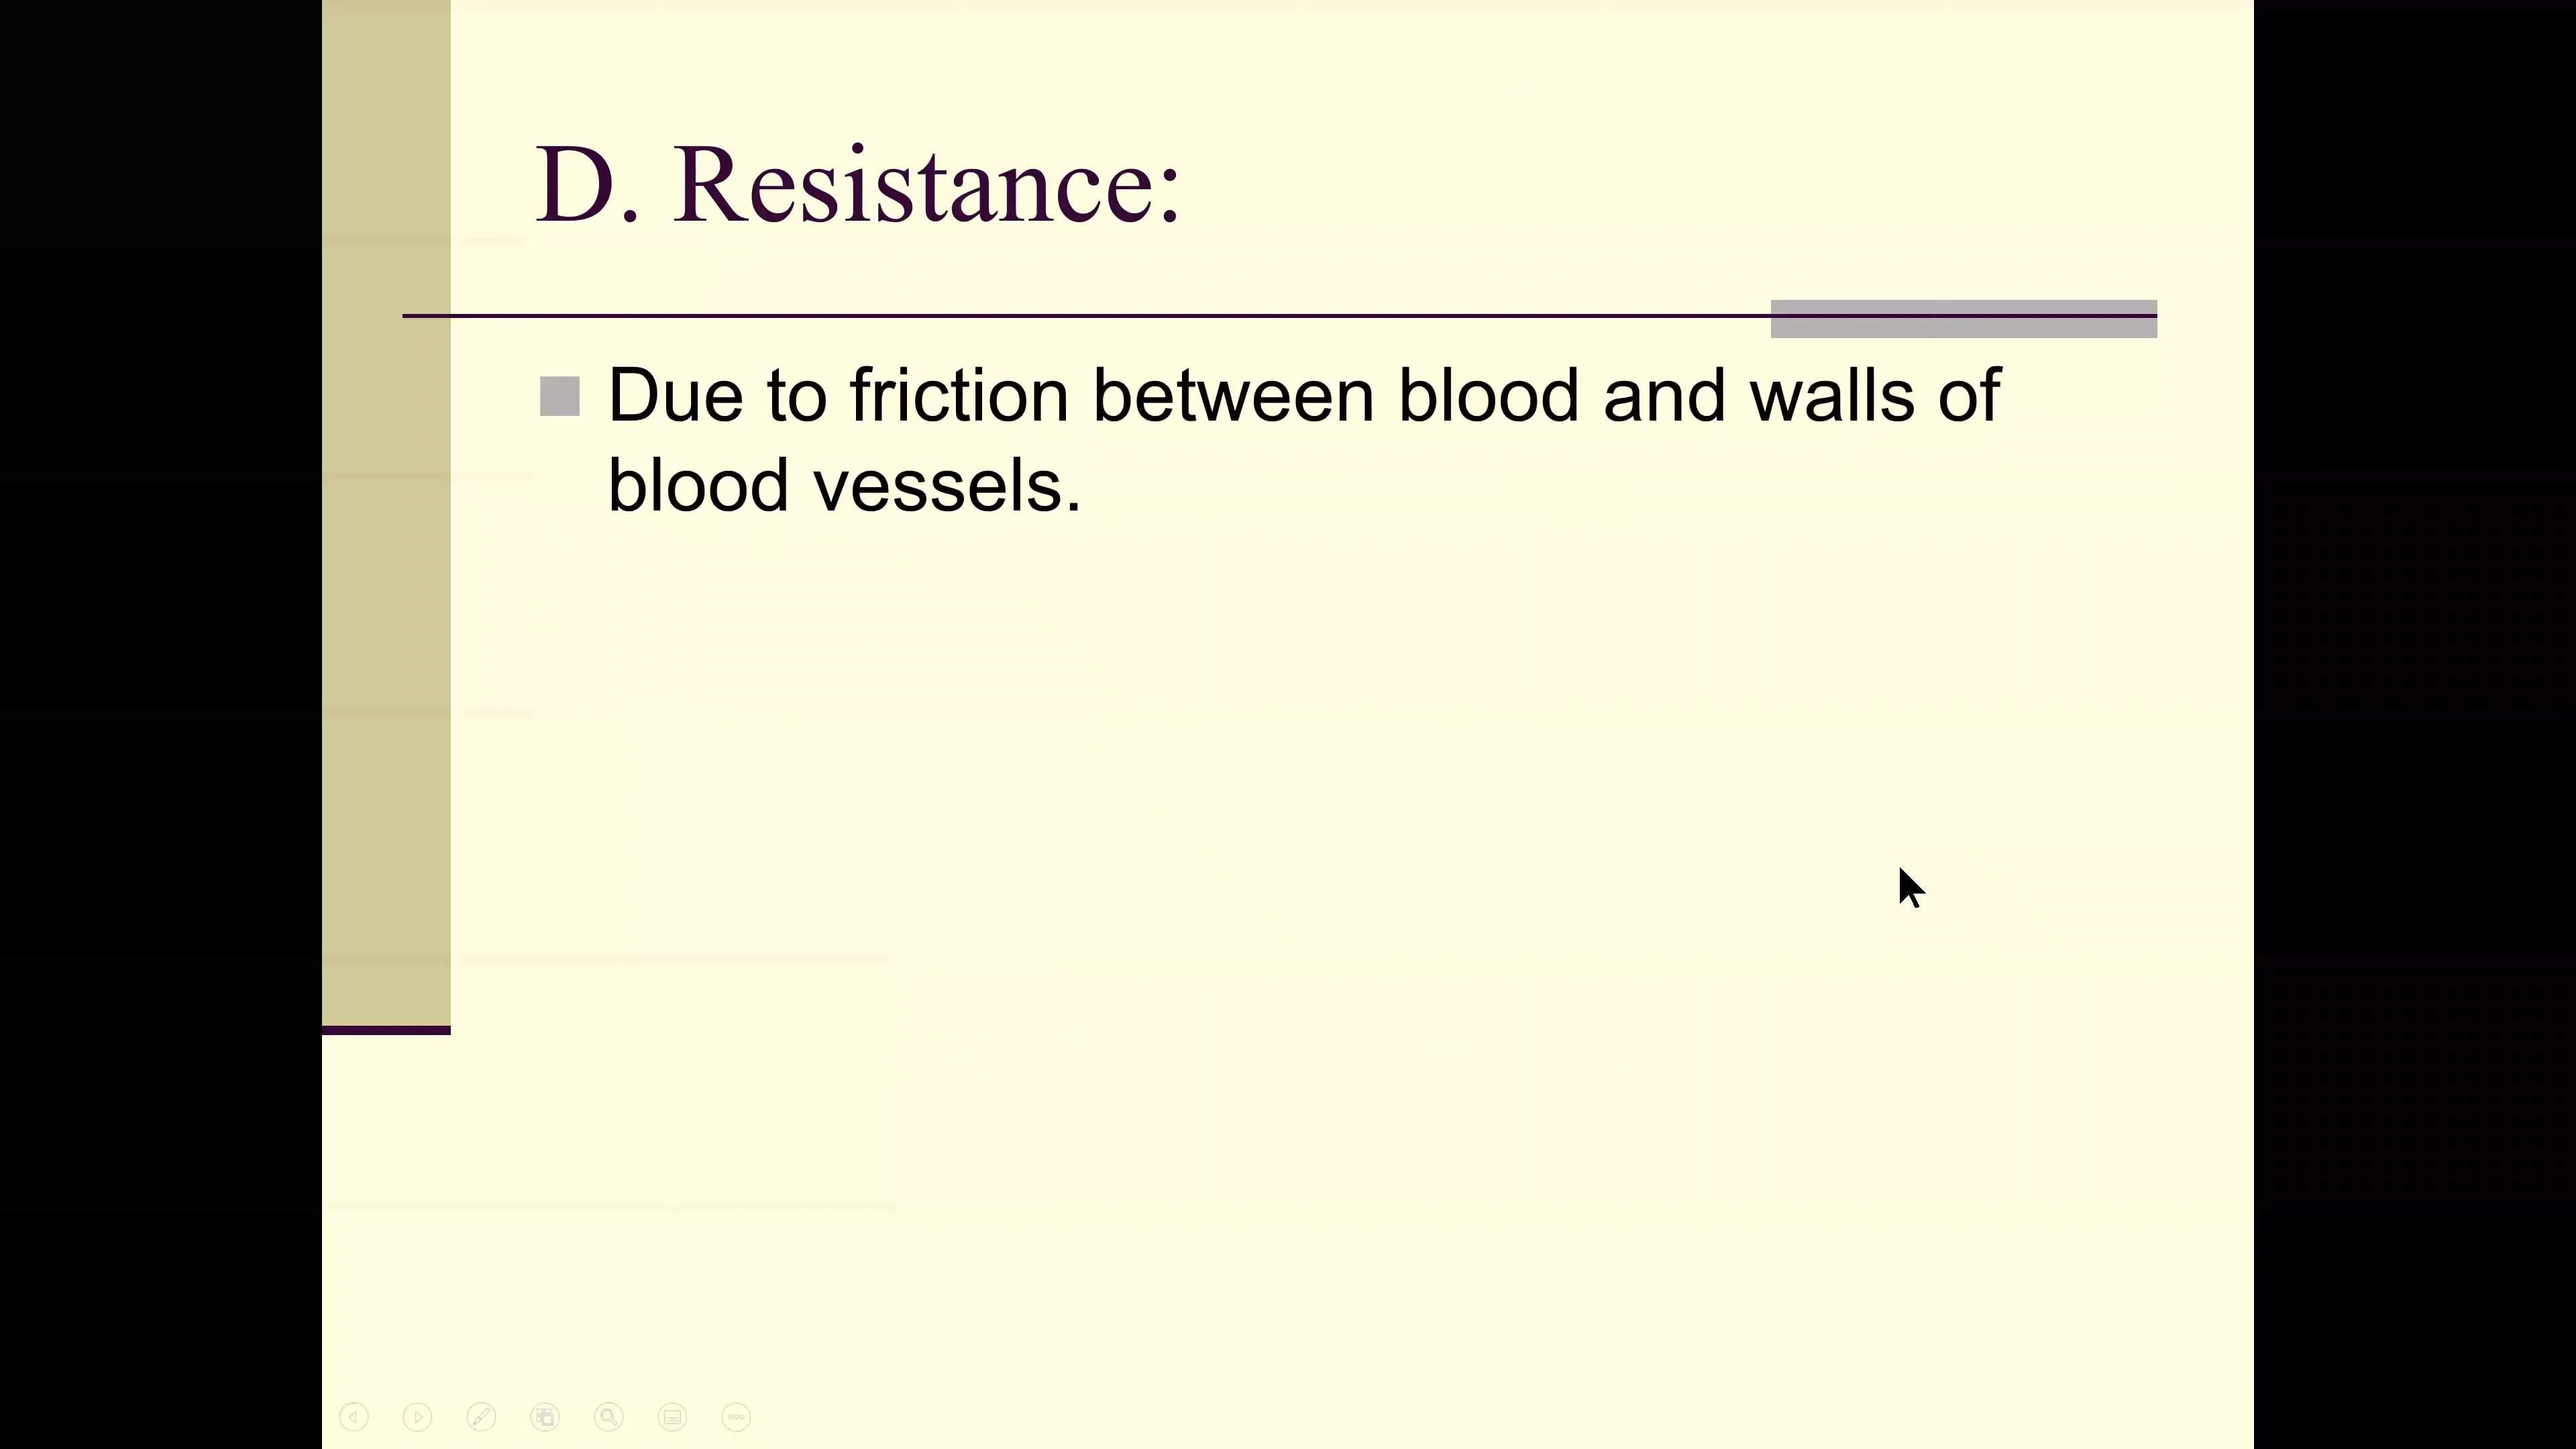 D. Resistance:
Due to friction between blood and walls of
blood vessels.